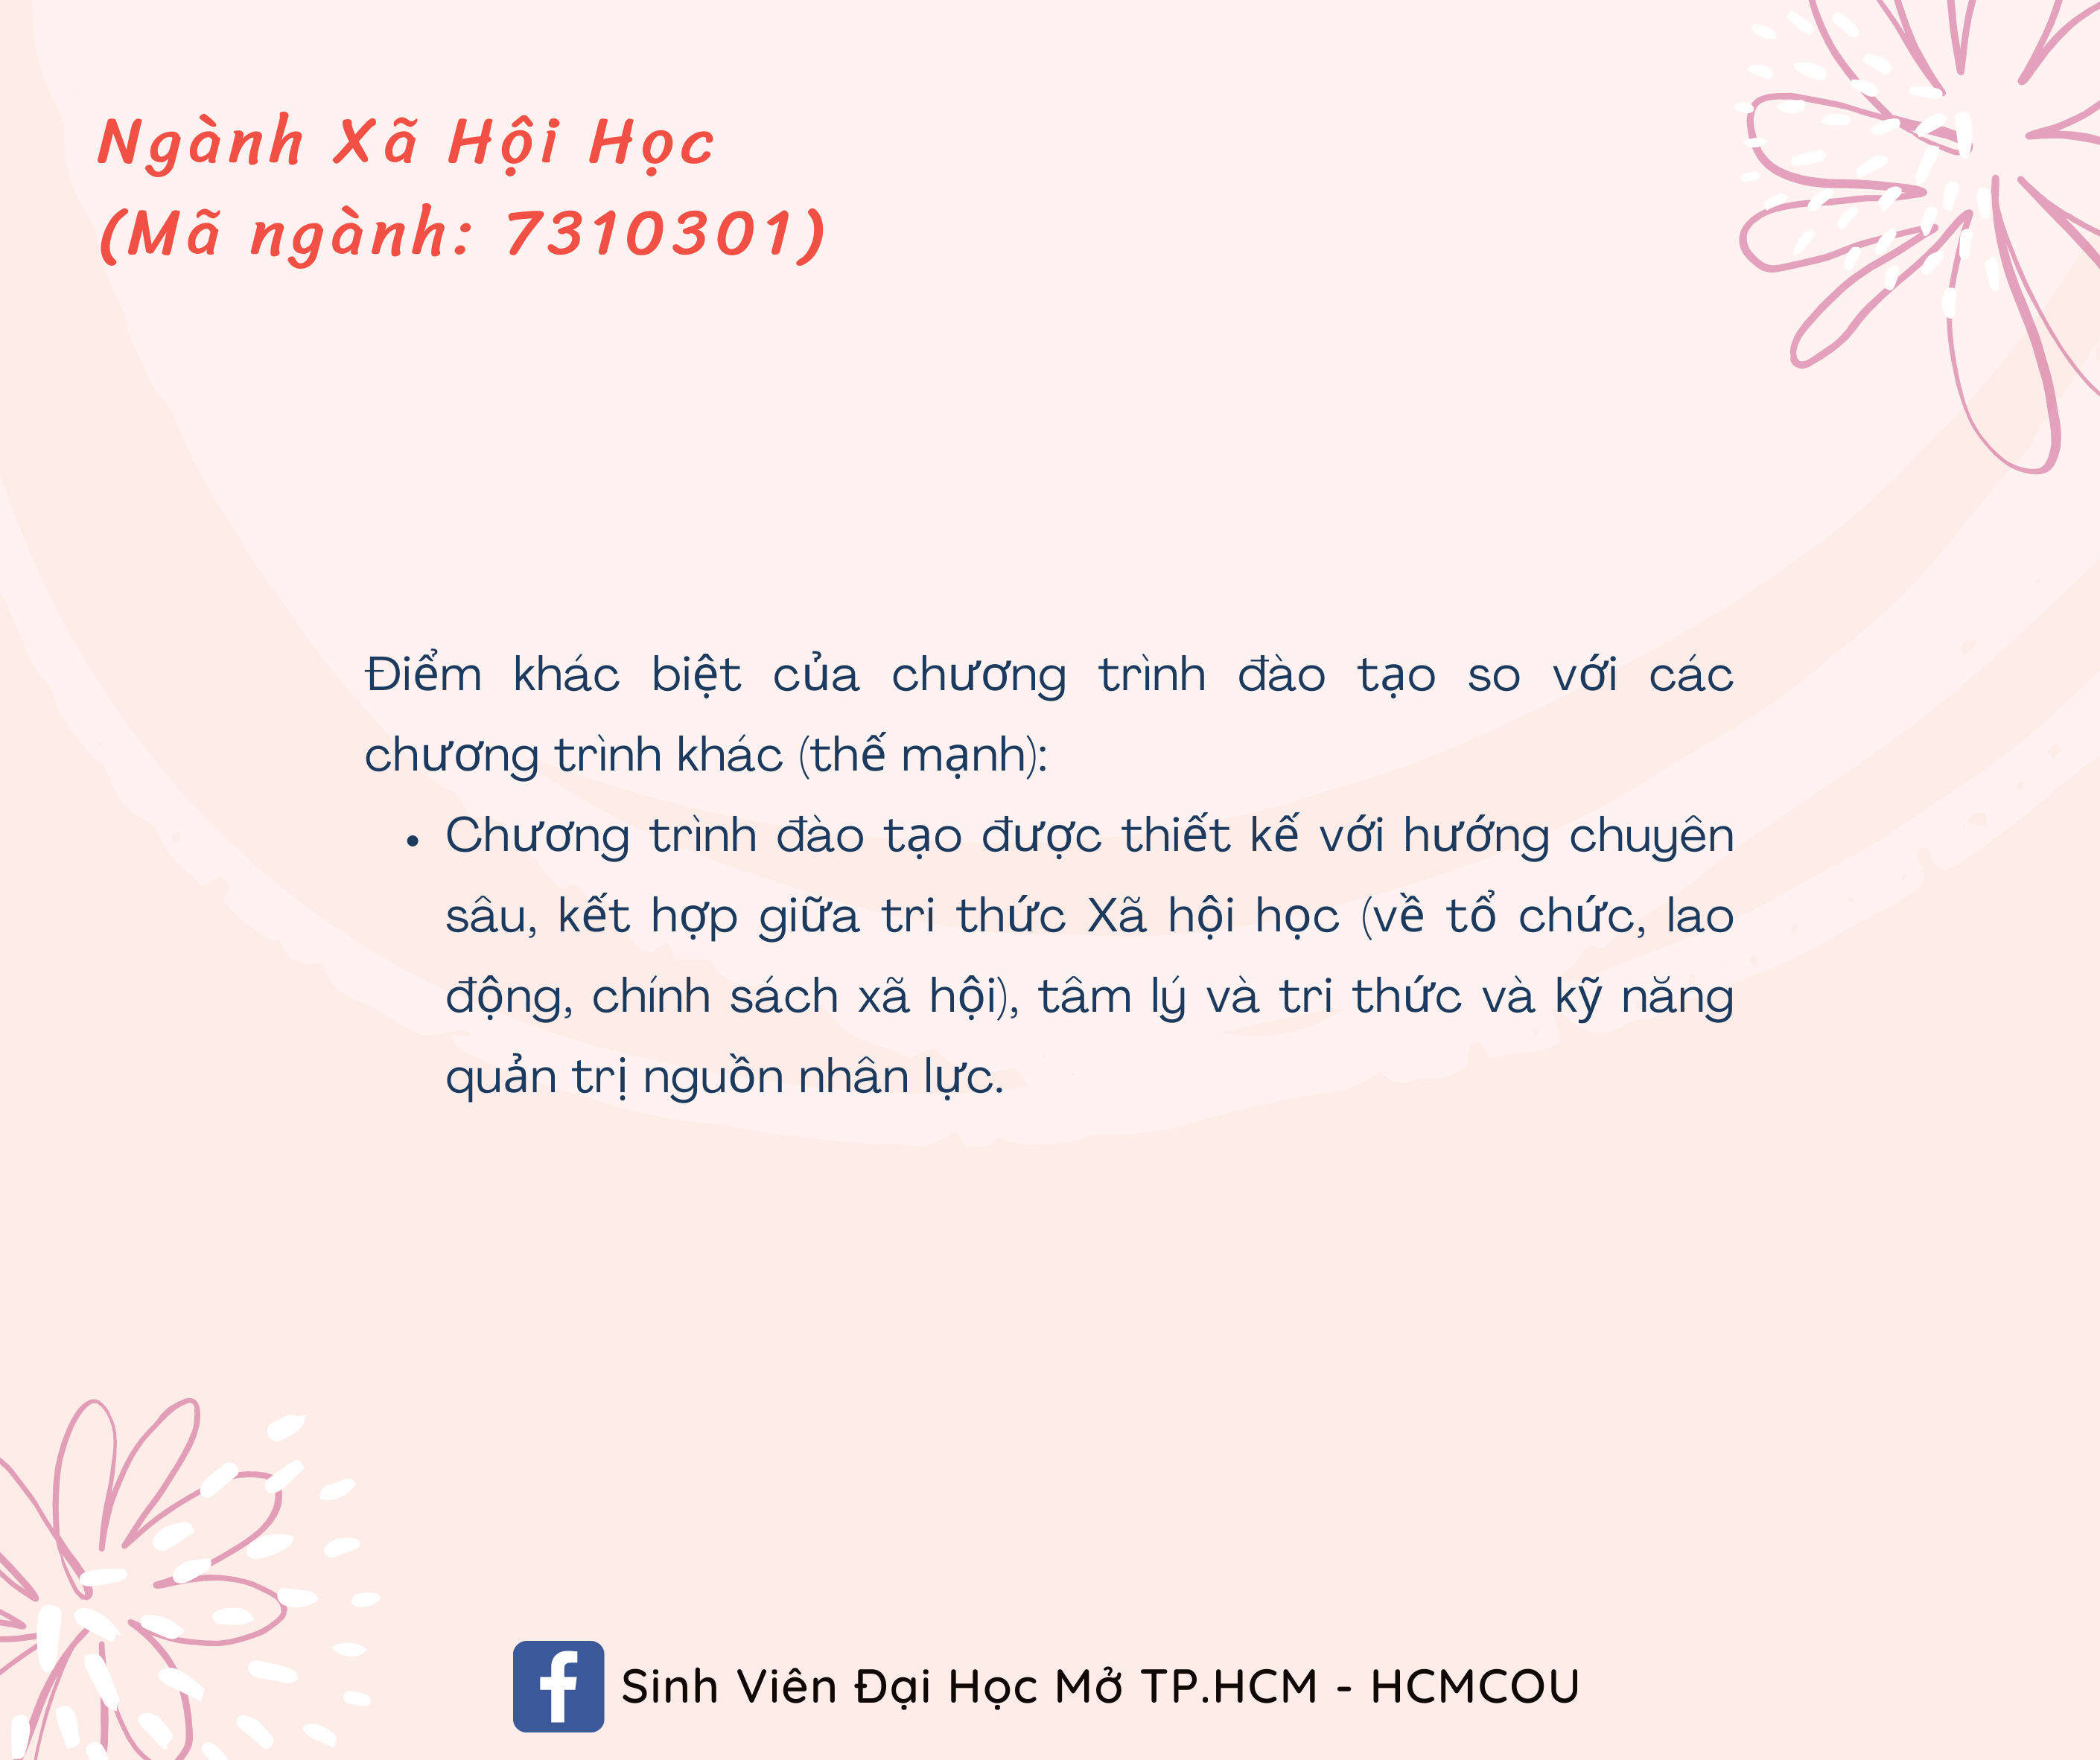 Ngành Xã Hội Học
(Mã ngành: 7310301)
Điểm khác biệt của chương trình đào tạo so với các
chương trình khác (thế mạnh):
• Chương trình đào tạo được thiết kế với hướng chuyên
sâu, kết hợp giữa tri thức Xã hội học (về tổ chức, lao
động, chính sách xã hội), tâm lý và tri thức và kỹ năng
quản trị nguồn nhân lực.
Sinh Viên Đại Học Mở TP.HCM - HCMCOU